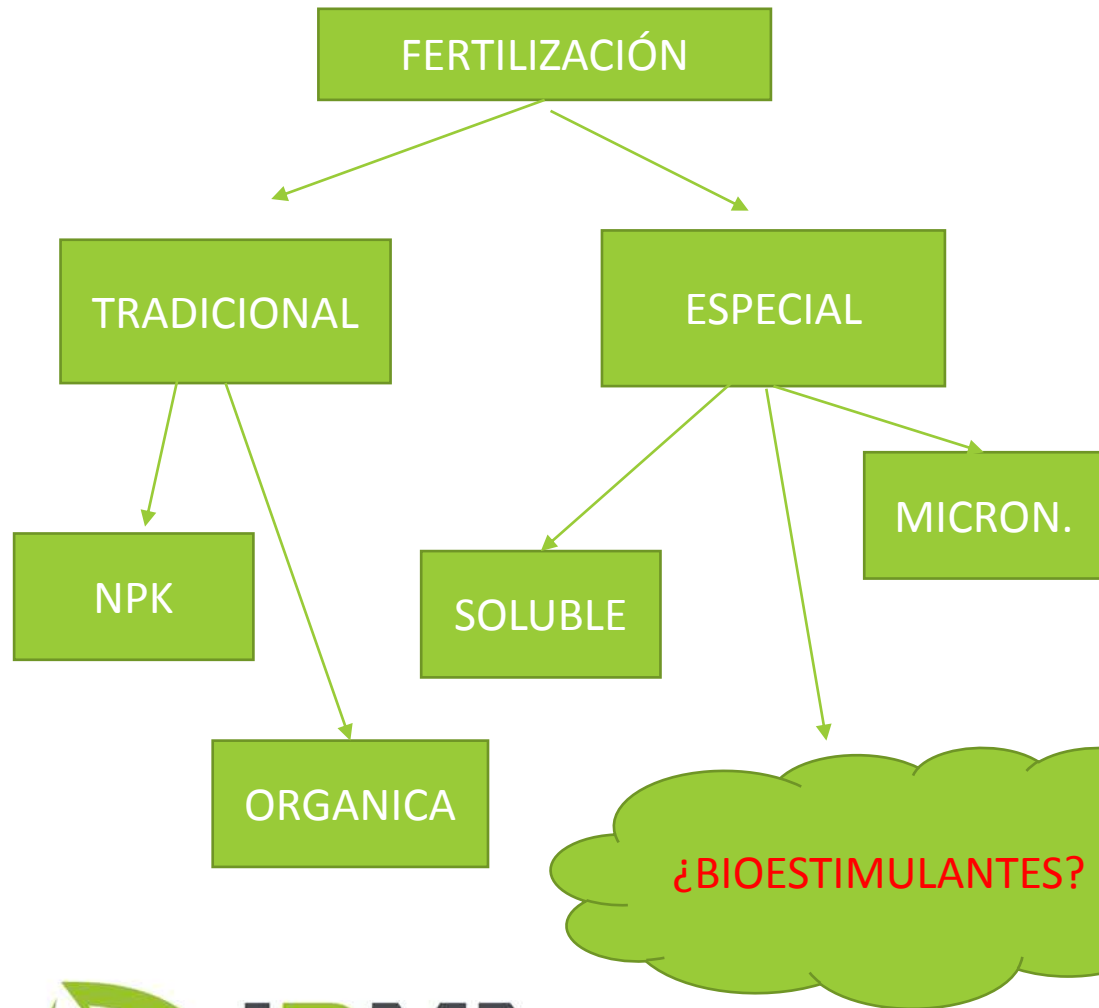 FERTILIZACIÓN
TRADICIONAL
ESPECIAL
MICRON.
NPK
SOLUBLE
ORGANICA
¿BIOESTIMULANTES?